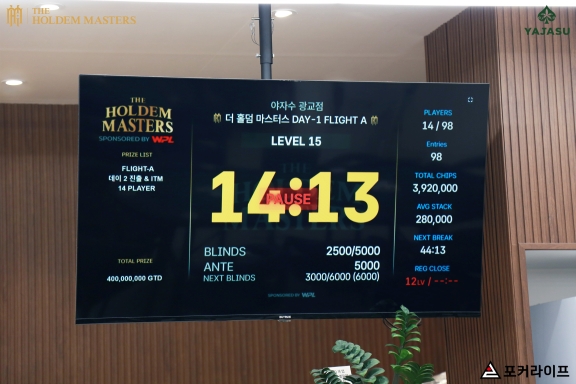 THE
HOLDEM MASTERS
YAJASU
THE
HOLDEM
MASTERS
SPONSORED BY WPL
PRIZE LIST
FLIGHT-A
데이 2 진출 & ITM
14 PLAYER
TOTAL PRIZE
400,000,000 GTD
야자수 광교점
더 홀덤 마스터스 DAY-1 FLIGHT A
LEVEL 15
14:13
PAUSE
BLINDS 2500/5000
ANTE 5000
NEXT BLINDS 3000/6000 (6000)
SPONSORED BY WPL
PLAYERS
14 / 98
Entries
98
TOTAL CHIPS
3,920,000
AVG STACK
280,000
NEXT BREAK
44:13
REG CLOSE
12LV / --:--
포커라이프